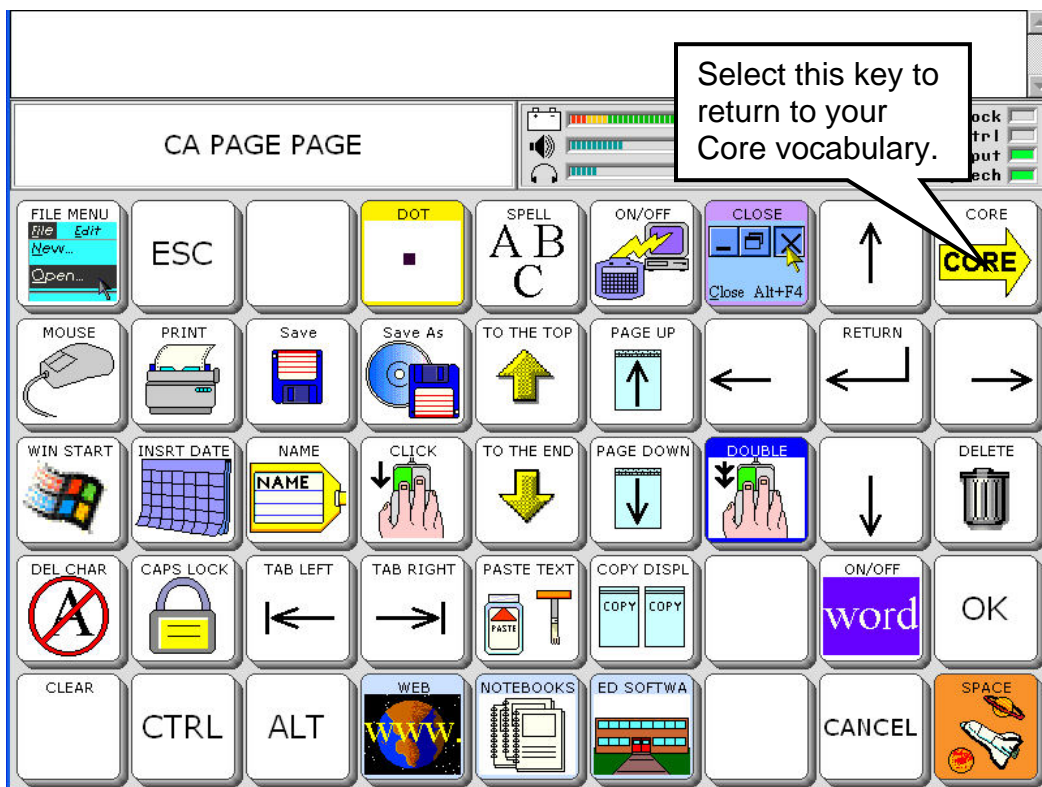 Select this key to
return to your
Core vocabulary.
CA PAGE PAGE
FILE MENU
File Edit
New...
Open...
ESC
DOT
SPELL
A B
C
ON/OFF
CLOSE
Close Alt+F4
CORE
CORE
MOUSE
PRINT
Save
Save As
TO THE TOP
PAGE UP
RETURN
WIN START
INSRT DATE
NAME
NAME
CLICK
TO THE END
PAGE DOWN
DOUBLE
DELETE
DEL CHAR
A
CAPS LOCK
TAB LEFT
TAB RIGHT
PASTE TEXT
PASTE
COPY DISPL
COPY COPY
ON/OFF
word
OK
CLEAR
CTRL
ALT
WEB
www.
NOTEBOOKS
ED SOFTWA
CANCEL
SPACE